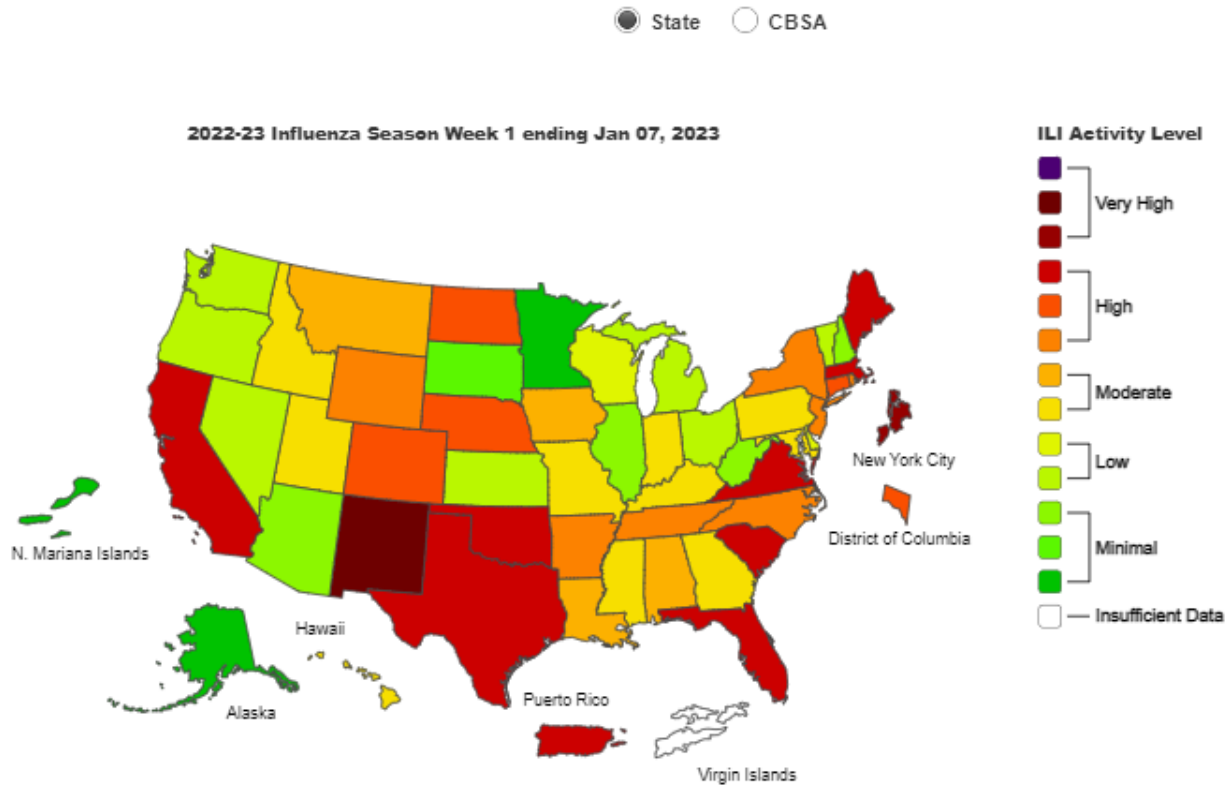 State CBSA
2022-23 Influenza Season Week 1 ending Jan 07, 2023
ILI Activity Level
Very High
High
Moderate
Low
Minimal
Insufficient Data
New York City
District of Columbia
N. Mariana Islands
Hawaii
Alaska
Puerto Rico
Virgin Islands